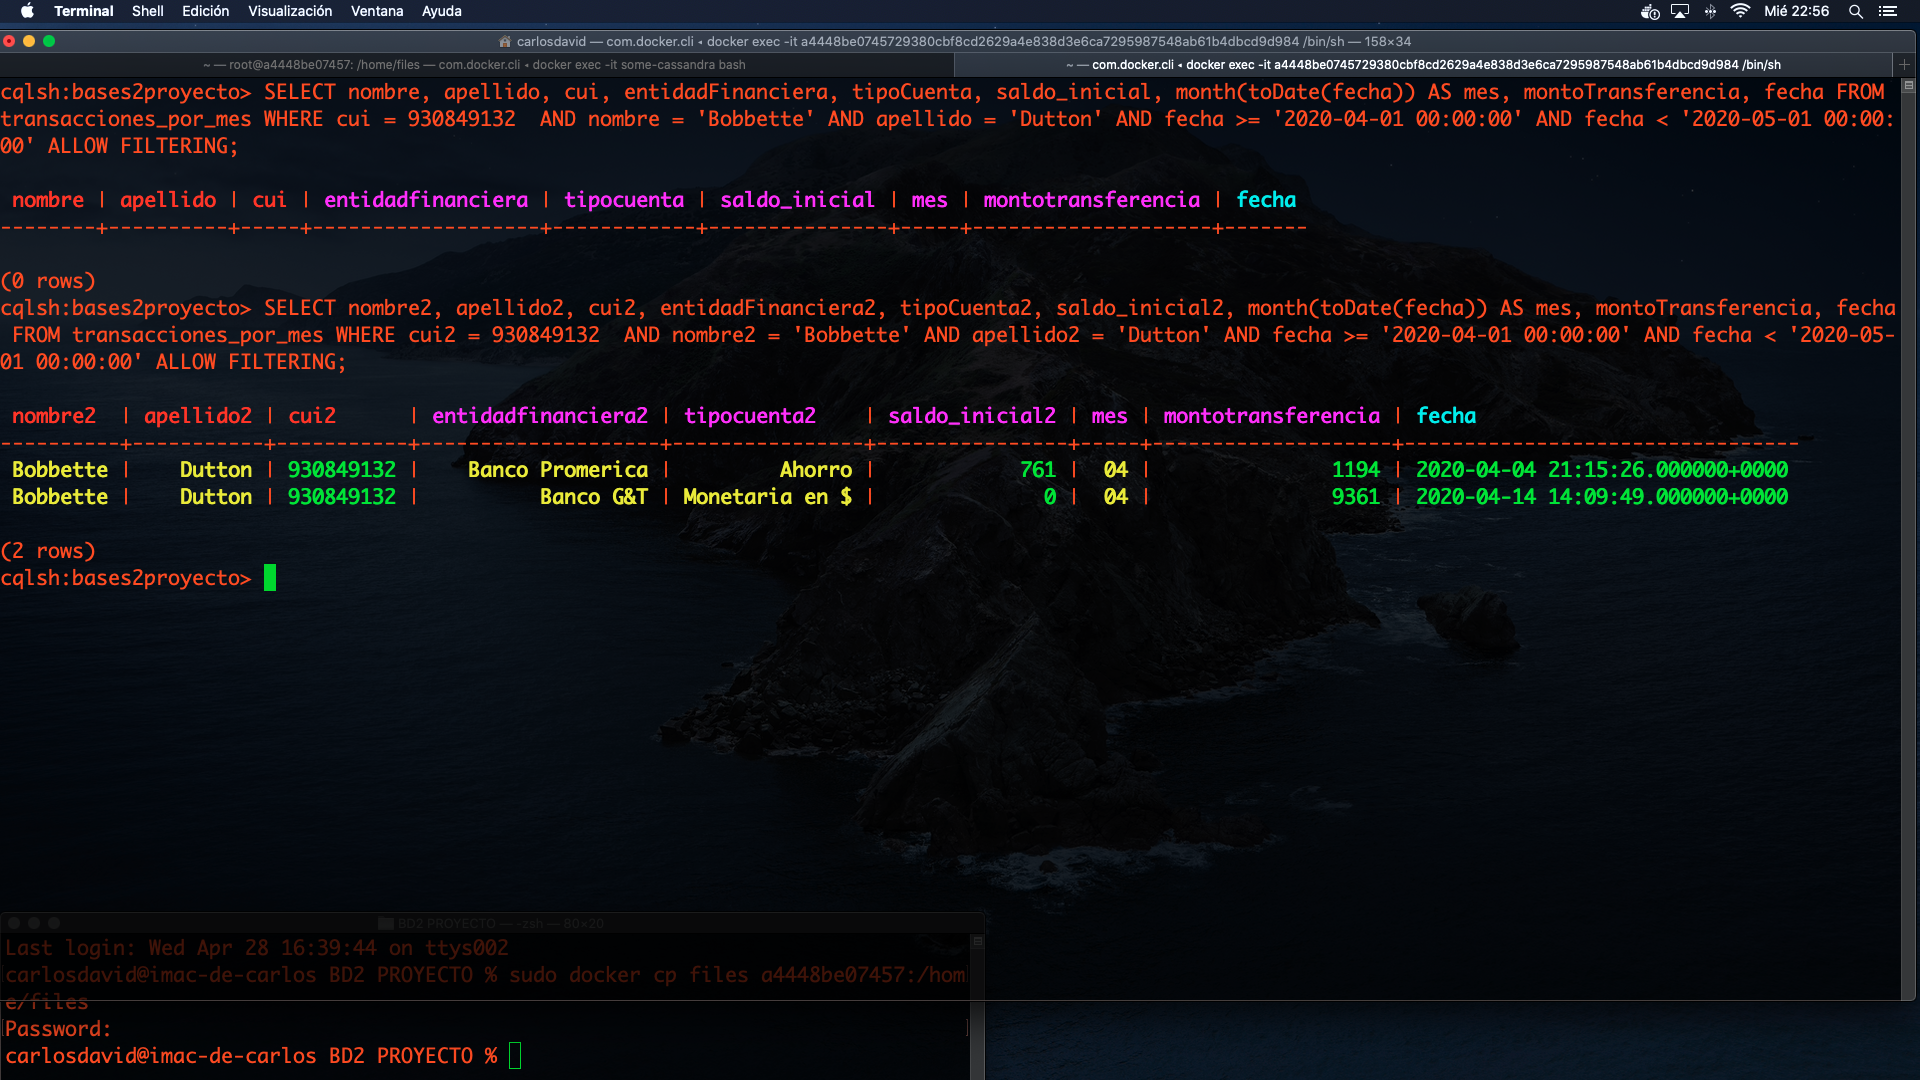 Terminal Shell Edición Visualización Ventana Ayuda Mié 22:56
carlosdavid — com.docker.cli ◂ docker exec -it a4448be0745729380cbf8cd2629a4e838d3e6ca7295987548ab61b4dbcd9d984 /bin/sh — 158×34
~ — root@a4448be07457: /home/files — com.docker.cli ◂ docker exec -it some-cassandra bash
~ — com.docker.cli ◂ docker exec -it a4448be0745729380cbf8cd2629a4e838d3e6ca7295987548ab61b4dbcd9d984 /bin/sh
cqlsh:bases2proyecto> SELECT nombre, apellido, cui, entidadFinanciera, tipoCuenta, saldo_inicial, month(toDate(fecha)) AS mes, montoTransferencia, fecha FROM
transacciones_por_mes WHERE cui = 930849132  AND nombre = 'Bobbette' AND apellido = 'Dutton' AND fecha >= '2020-04-01 00:00:00' AND fecha < '2020-05-01 00:00:
00' ALLOW FILTERING;
nombre | apellido | cui | entidadfinanciera | tipocuenta | saldo_inicial | mes | montotransferencia | fecha
--------+----------+-----+-------------------+------------+---------------+-----+--------------------+-------
(0 rows)
cqlsh:bases2proyecto> SELECT nombre2, apellido2, cui2, entidadFinanciera2, tipoCuenta2, saldo_inicial2, month(toDate(fecha)) AS mes, montoTransferencia, fecha
FROM transacciones_por_mes WHERE cui2 = 930849132  AND nombre2 = 'Bobbette' AND apellido2 = 'Dutton' AND fecha >= '2020-04-01 00:00:00' AND fecha < '2020-05-
01 00:00:00' ALLOW FILTERING;
nombre2  | apellido2 | cui2      | entidadfinanciera2 | tipocuenta2    | saldo_inicial2 | mes | montotransferencia | fecha
----------+-----------+-----------+--------------------+----------------+----------------+-----+--------------------+---------------------------------
Bobbette |    Dutton | 930849132 |    Banco Promerica |         Ahorro |            761 |  04 |               1194 | 2020-04-04 21:15:26.000000+0000
Bobbette |    Dutton | 930849132 |          Banco G&T | Monetaria en $ |              0 |  04 |               9361 | 2020-04-14 14:09:49.000000+0000
(2 rows)
cqlsh:bases2proyecto>
BD2 PROYECTO — -zsh — 80×20
Last login: Wed Apr 28 16:39:44 on ttys002
carlosdavid@imac-de-carlos BD2 PROYECTO % sudo docker cp files a4448be07457:/hom
e/files
Password:
carlosdavid@imac-de-carlos BD2 PROYECTO %